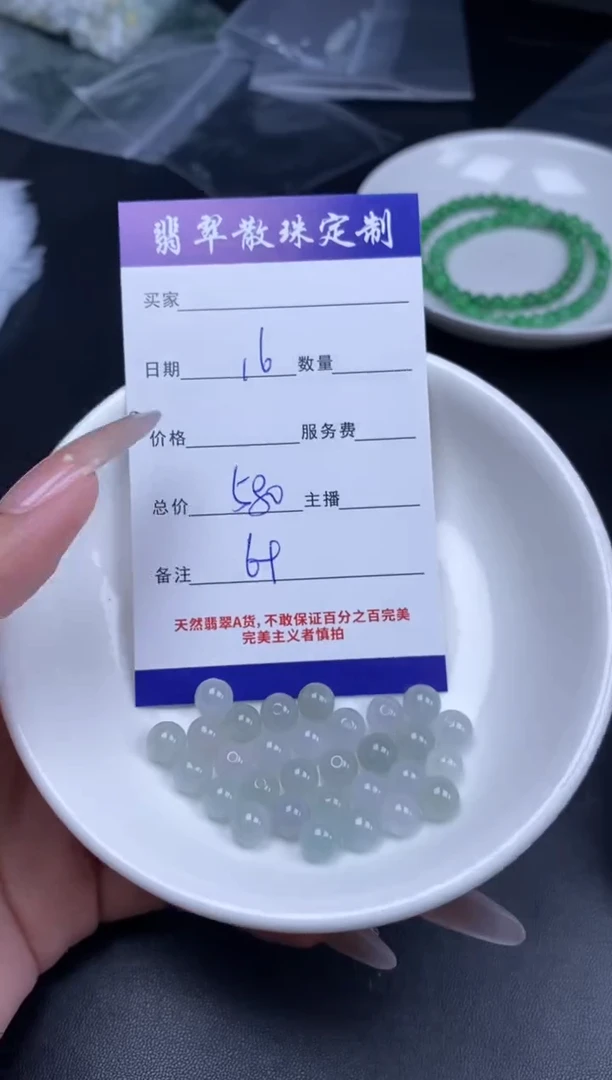 翡翠散珠定制
买家
日期 16 数量
价格 服务费
总价 580 主播
备注
天然翡翠A货，不敢保证百分之百完美
完美主义者慎拍